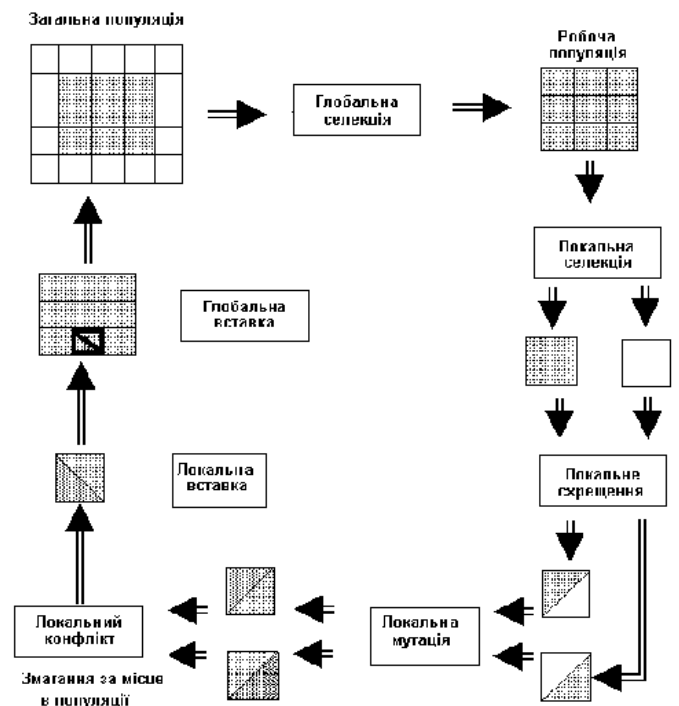 Загальна популяція
Глобальна
селекція
Робоча
популяція
Локальна
селекція
Глобальна
вставка
Локальна
вставка
Локальне
схрещення
Локальний
конфлікт
Локальна
мутація
Змагання за місце
в популяції